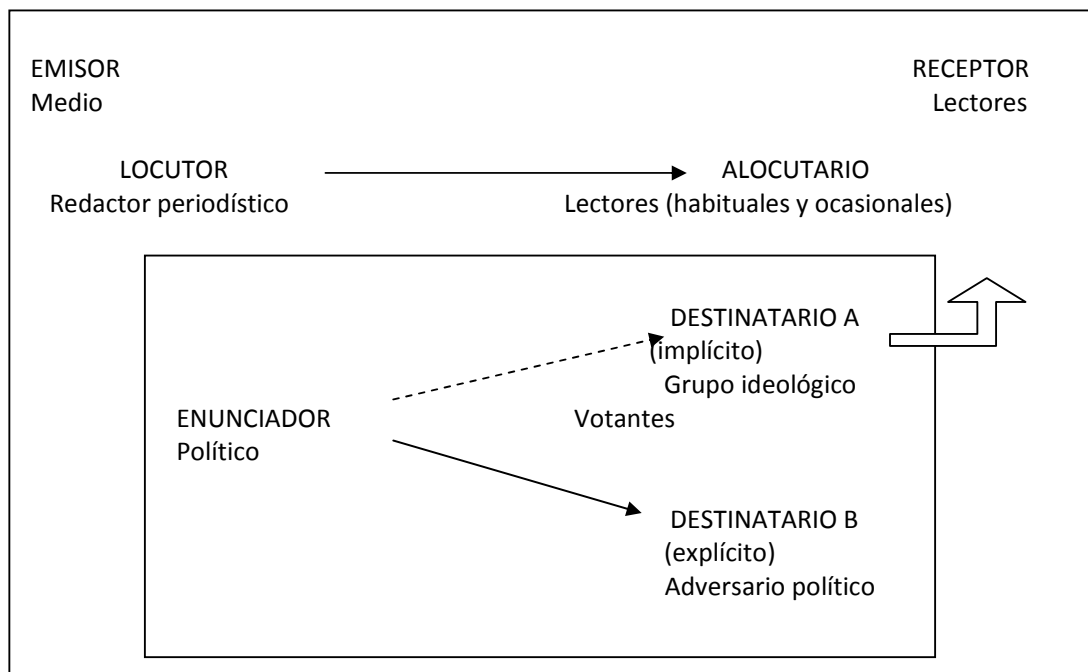 EMISOR
Medio
RECEPTOR
Lectores
LOCUTOR
Redactor periodístico
ALOCUTARIO
Lectores (habituales y ocasionales)
DESTINATARIO A
(implícito)
Grupo ideológico
Votantes
ENUNCIADOR
Político
DESTINATARIO B
(explícito)
Adversario político